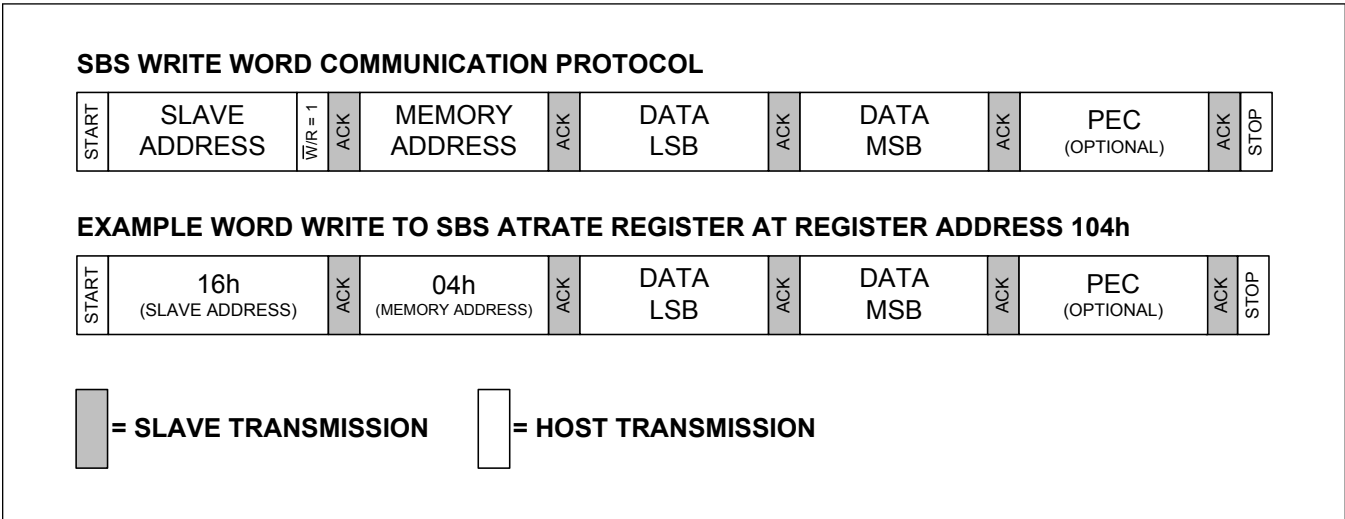 SBS WRITE WORD COMMUNICATION PROTOCOL
START
SLAVE
ADDRESS
W̅/R = 1
ACK
MEMORY
ADDRESS
ACK
DATA
LSB
ACK
DATA
MSB
ACK
PEC
(OPTIONAL)
ACK
STOP
EXAMPLE WORD WRITE TO SBS ATRATE REGISTER AT REGISTER ADDRESS 104h
START
16h
(SLAVE ADDRESS)
ACK
04h
(MEMORY ADDRESS)
ACK
DATA
LSB
ACK
DATA
MSB
ACK
PEC
(OPTIONAL)
ACK
STOP
= SLAVE TRANSMISSION
= HOST TRANSMISSION